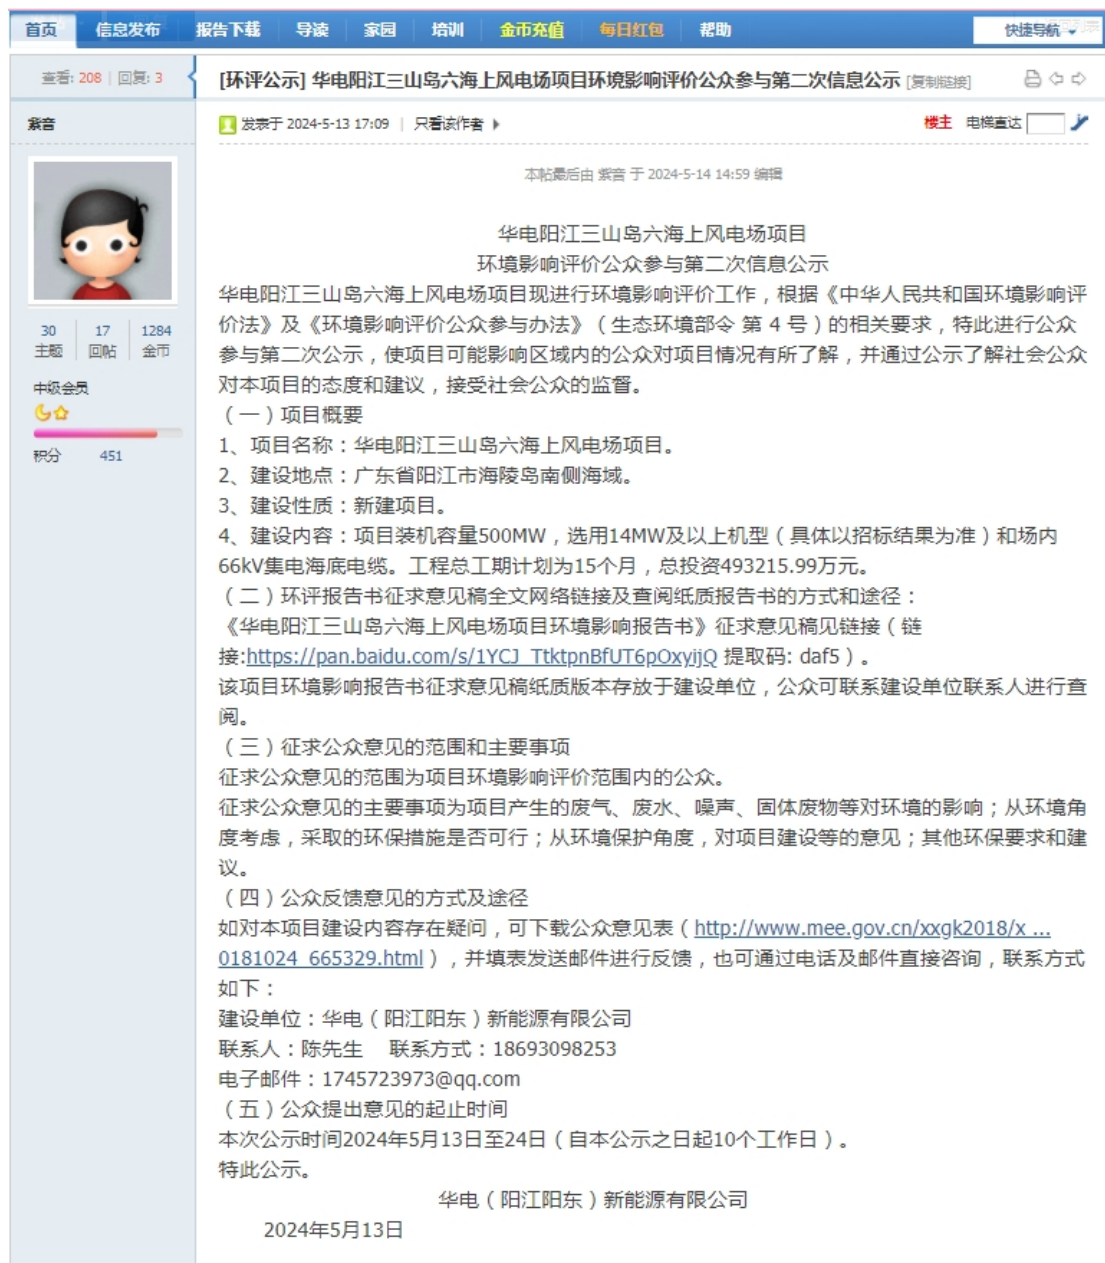 首页 信息发布 报告下载 导读 家园 培训 金币充值 每日红包 帮助 快捷导航
查看: 208 | 回复: 3
[环评公示] 华电阳江三山岛六海上风电场项目环境影响评价公众参与第二次信息公示 [复制链接]
紫音
发表于 2024-5-13 17:09 | 只看该作者
楼主 电梯直达
本帖最后由 紫音 于 2024-5-14 14:59 编辑
30 17 1284
主题 回帖 金币
中级会员
积分 451
华电阳江三山岛六海上风电场项目
环境影响评价公众参与第二次信息公示
华电阳江三山岛六海上风电场项目现进行环境影响评价工作，根据《中华人民共和国环境影响评
价法》及《环境影响评价公众参与办法》（生态环境部令 第 4 号）的相关要求，特此进行公众
参与第二次公示，使项目可能影响区域内的公众对项目情况有所了解，并通过公示了解社会公众
对本项目的态度和建议，接受社会公众的监督。
（一）项目概要
1、项目名称：华电阳江三山岛六海上风电场项目。
2、建设地点：广东省阳江市海陵岛南侧海域。
3、建设性质：新建项目。
4、建设内容：项目装机容量500MW，选用14MW及以上机型（具体以招标结果为准）和场内
66kV集电海底电缆。工程总工期计划为15个月，总投资493215.99万元。
（二）环评报告书征求意见稿全文网络链接及查阅纸质报告书的方式和途径：
《华电阳江三山岛六海上风电场项目环境影响报告书》征求意见稿见链接（链
接:https://pan.baidu.com/s/1YCJ_TtktpnBfUT6pOxyijQ 提取码: daf5）。
该项目环境影响报告书征求意见稿纸质版本存放于建设单位，公众可联系建设单位联系人进行查
阅。
（三）征求公众意见的范围和主要事项
征求公众意见的范围为项目环境影响评价范围内的公众。
征求公众意见的主要事项为项目产生的废气、废水、噪声、固体废物等对环境的影响；从环境角
度考虑，采取的环保措施是否可行；从环境保护角度，对项目建设等的意见；其他环保要求和建
议。
（四）公众反馈意见的方式及途径
如对本项目建设内容存在疑问，可下载公众意见表（http://www.mee.gov.cn/xxgk2018/x ...
0181024_665329.html），并填表发送邮件进行反馈，也可通过电话及邮件直接咨询，联系方式
如下：
建设单位：华电（阳江阳东）新能源有限公司
联系人：陈先生 联系方式：18693098253
电子邮件：1745723973@qq.com
（五）公众提出意见的起止时间
本次公示时间2024年5月13日至24日（自本公示之日起10个工作日）。
特此公示。
华电（阳江阳东）新能源有限公司
2024年5月13日